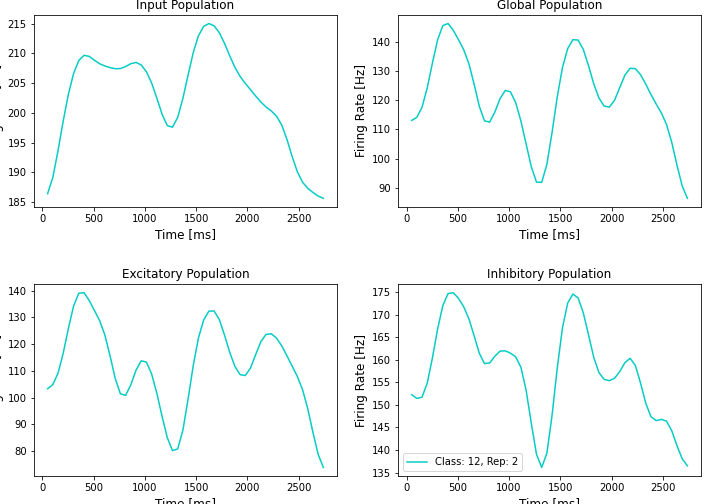 Input Population
Global Population
215
210
205
200
195
190
185
0 500 1000 1500 2000 2500
Time [ms]
Firing Rate [Hz]
140
130
120
110
100
90
0 500 1000 1500 2000 2500
Time [ms]
Excitatory Population
Inhibitory Population
140
130
120
110
100
90
80
0 500 1000 1500 2000 2500
Time [ms]
Firing Rate [Hz]
175
170
165
160
155
150
145
140
135
Class: 12, Rep: 2
0 500 1000 1500 2000 2500
Time [ms]